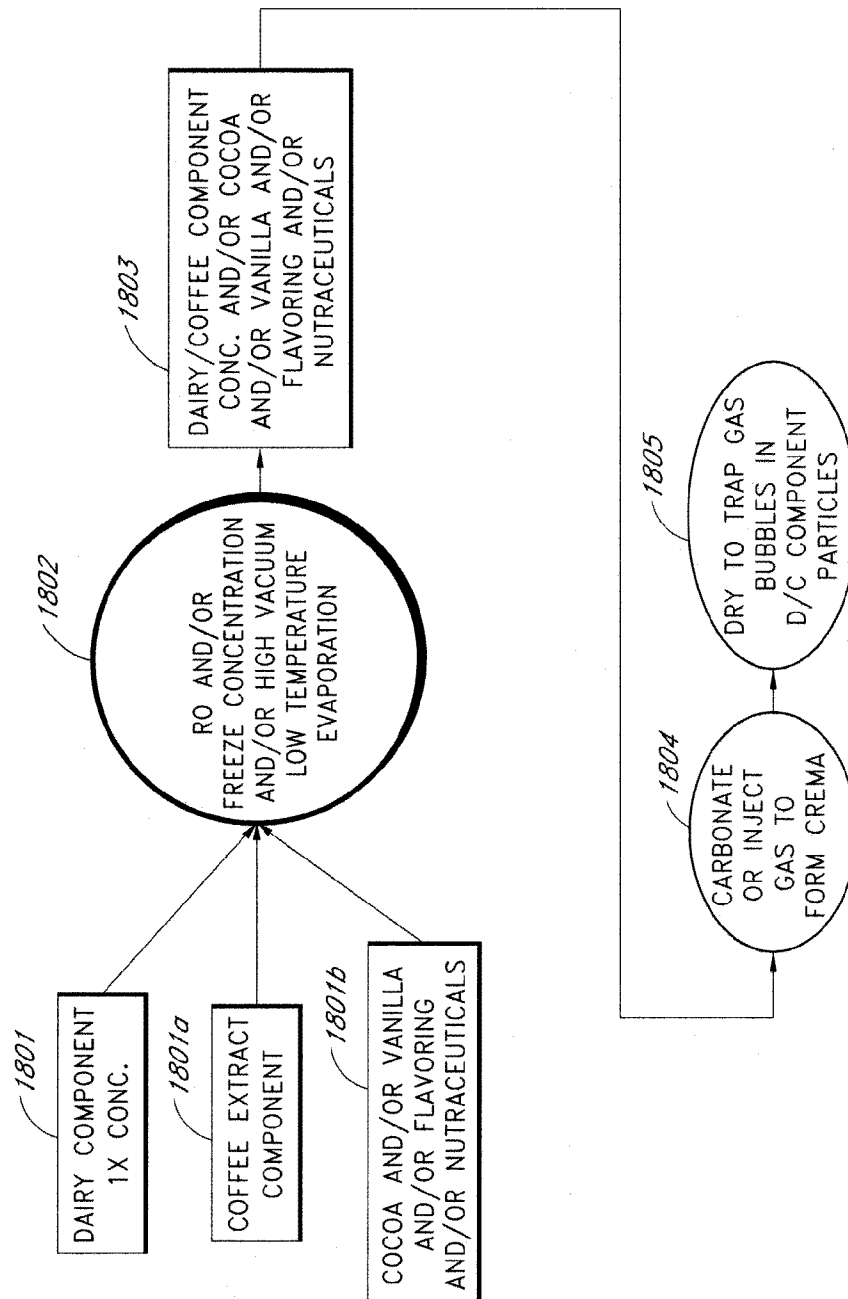 1801
DAIRY COMPONENT
1X CONC.
1801a
COFFEE EXTRACT
COMPONENT
1801b
COCOA AND/OR VANILLA
AND/OR FLAVORING
AND/OR NUTRACEUTICALS
1802
RO AND/OR
FREEZE CONCENTRATION
AND/OR HIGH VACUUM
LOW TEMPERATURE
EVAPORATION
1803
DAIRY/COFFEE COMPONENT
CONC. AND/OR COCOA
AND/OR VANILLA AND/OR
FLAVORING AND/OR
NUTRACEUTICALS
1804
CARBONATE
OR INJECT
GAS TO
FORM CREMA
1805
DRY TO TRAP GAS
BUBBLES IN
D/C COMPONENT
PARTICLES